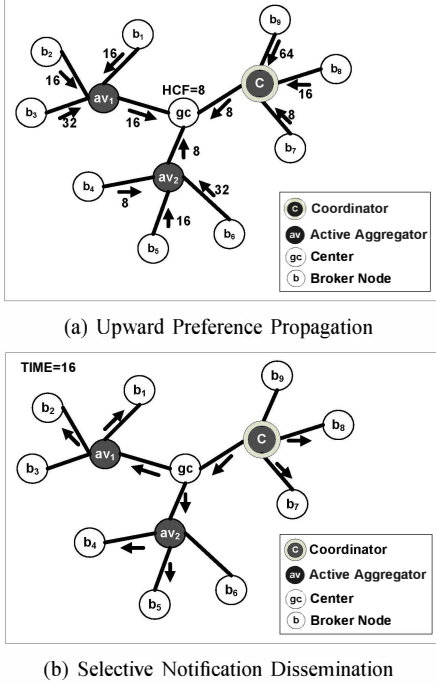 b9
b1
64
16
b2
HCF=8
C
b8
16
16
av1
b3
32
16
gc
8
8
b7
8
av2
32
b4
8
16
b5
b6
C Coordinator
av Active Aggregator
gc Center
b Broker Node
(a) Upward Preference Propagation
TIME=16
b9
b1
b2
C
b8
av1
b3
gc
b7
av2
b4
b5
b6
C Coordinator
av Active Aggregator
gc Center
b Broker Node
(b) Selective Notification Dissemination